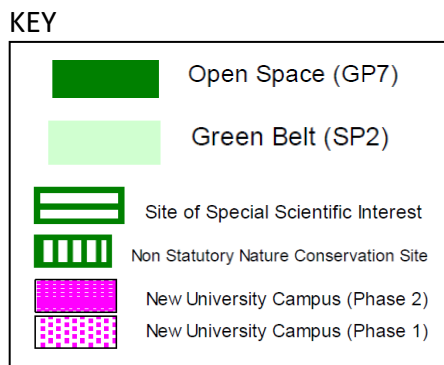 KEY
Open Space (GP7)
Green Belt (SP2)
Site of Special Scientific Interest
Non Statutory Nature Conservation Site
New University Campus (Phase 2)
New University Campus (Phase 1)